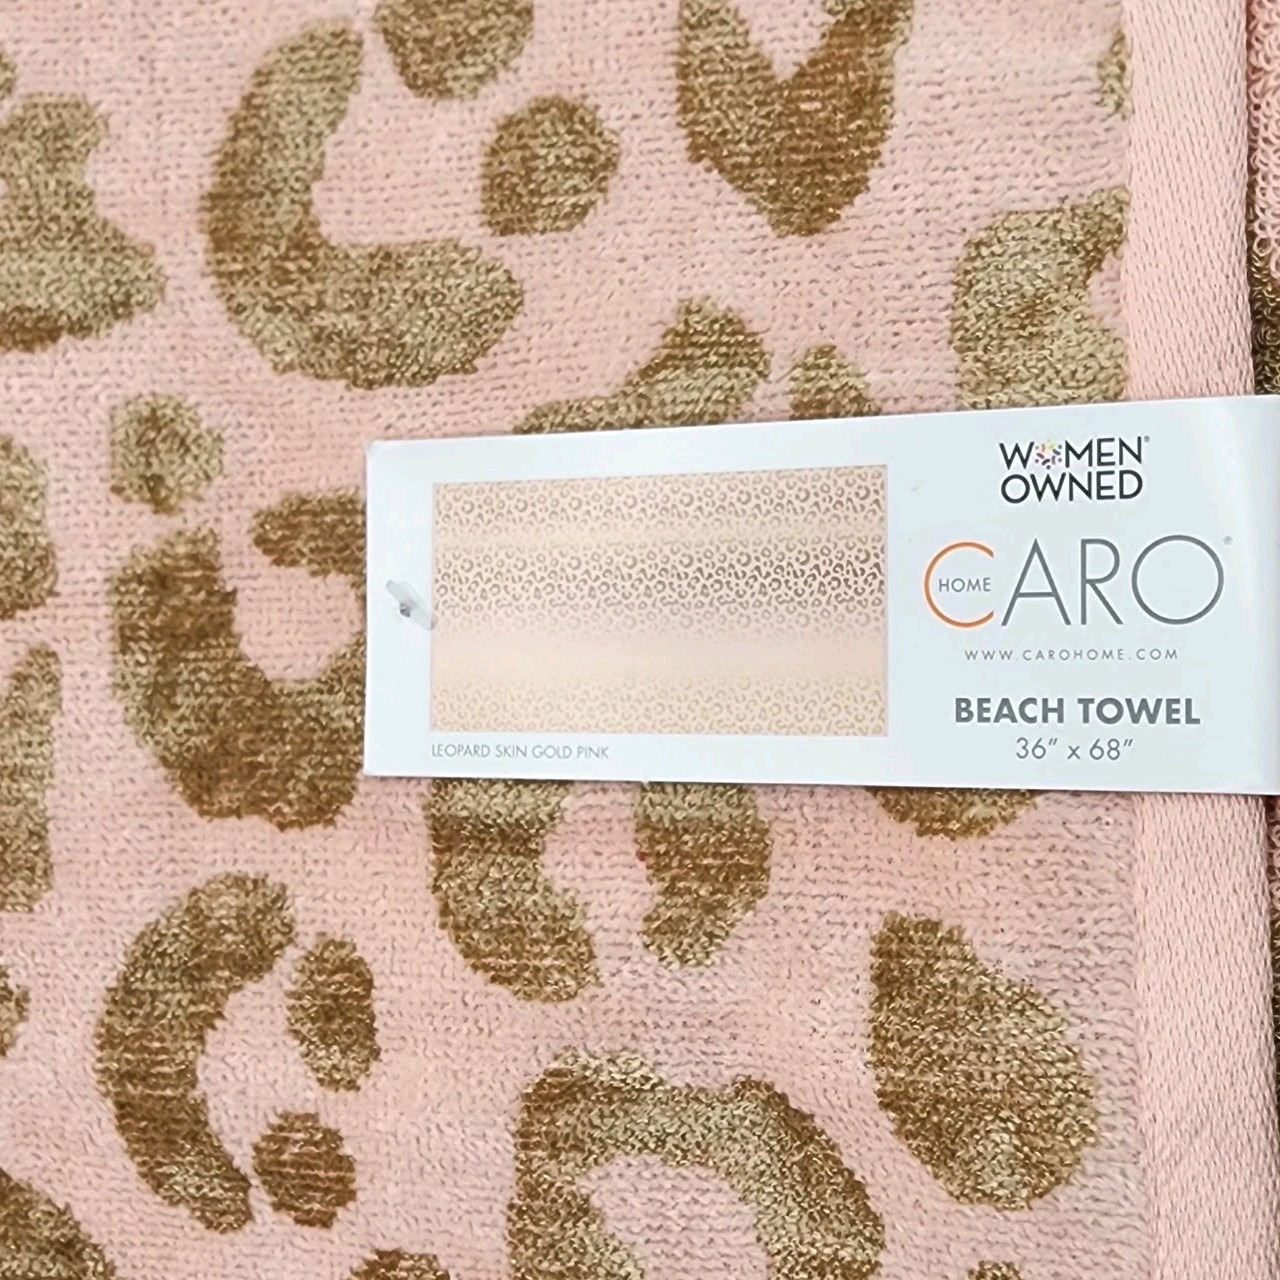 WOMEN®
OWNED
HOME CARO®
WWW.CAROHOME.COM
BEACH TOWEL
36" x 68"
LEOPARD SKIN GOLD PINK